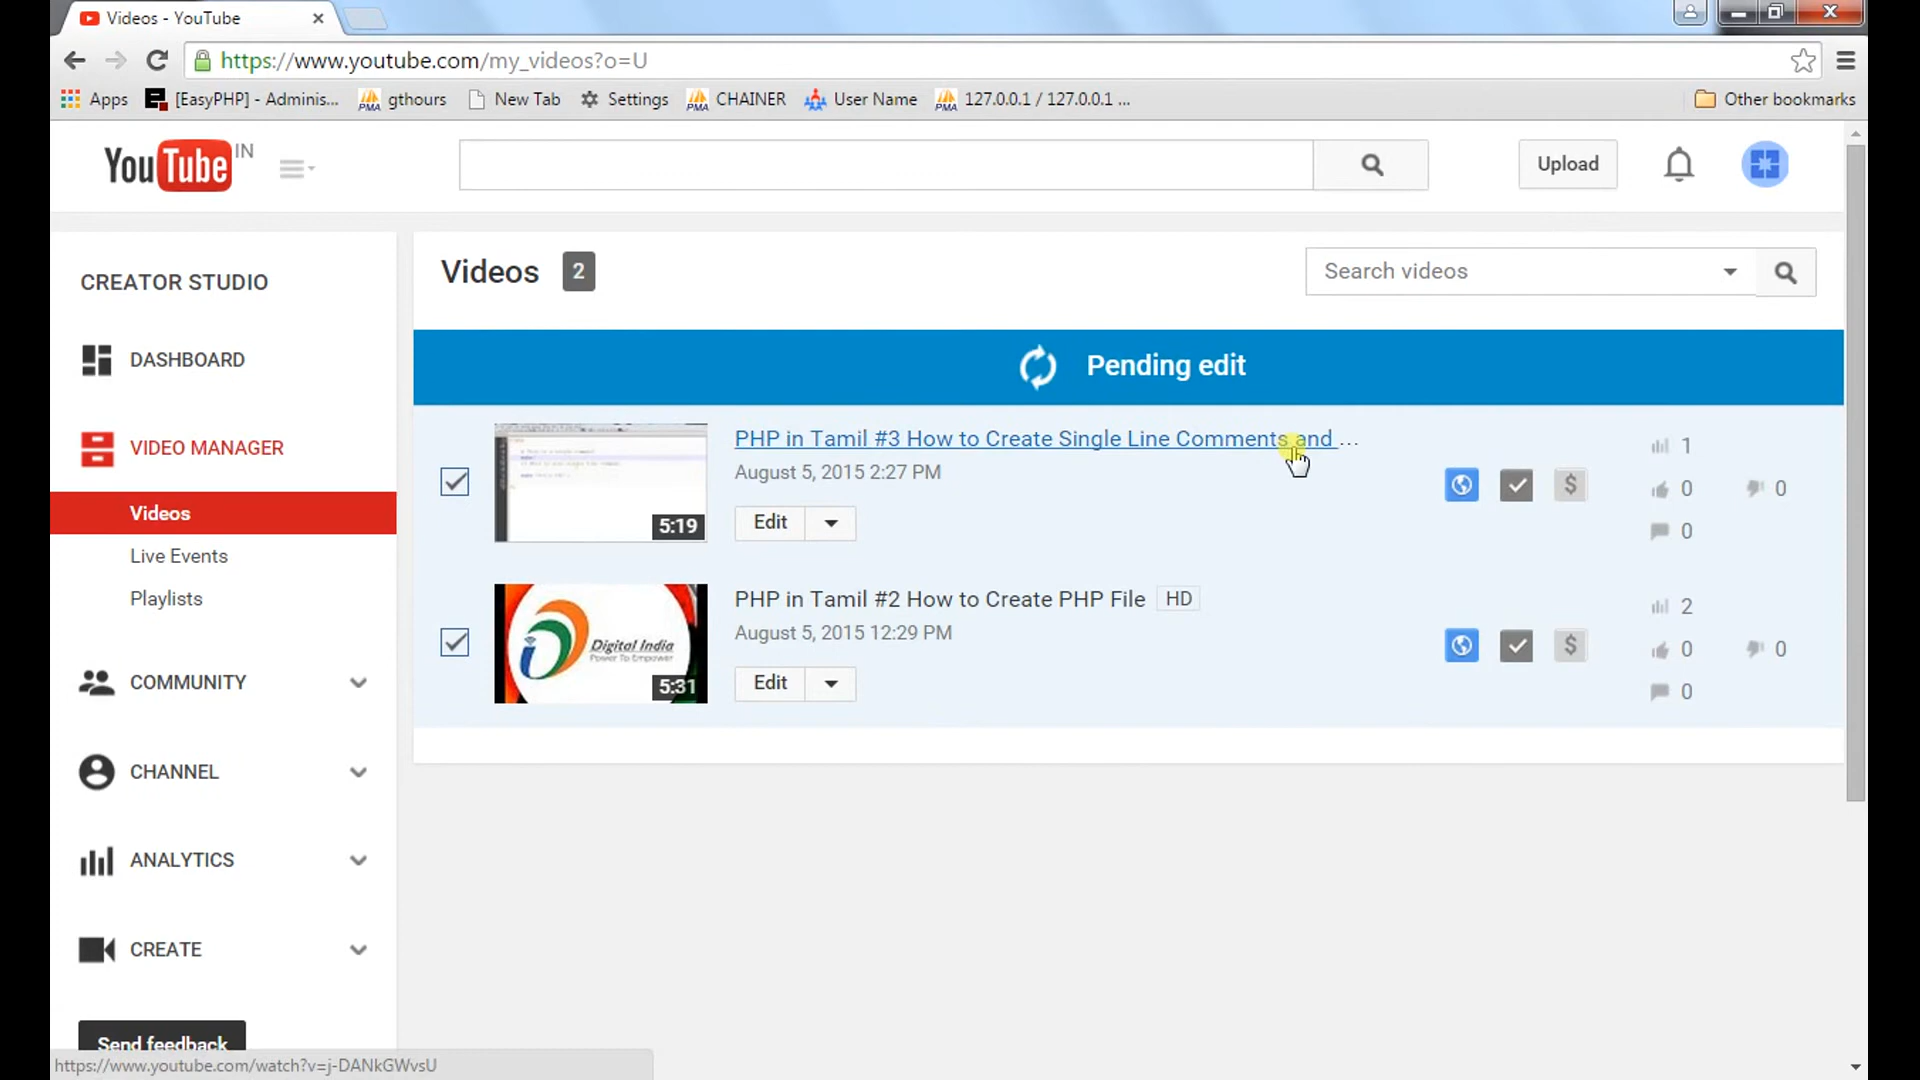 Videos - YouTube
https://www.youtube.com/my_videos?o=U
Apps [EasyPHP] - Adminis... gthours New Tab Settings CHAINER User Name 127.0.0.1 / 127.0.0.1 ... Other bookmarks
YouTube IN
Upload
CREATOR STUDIO
DASHBOARD
VIDEO MANAGER
Videos
Live Events
Playlists
COMMUNITY
CHANNEL
ANALYTICS
CREATE
Send feedback
Videos 2
Search videos
Pending edit
PHP in Tamil #3 How to Create Single Line Comments and ...
August 5, 2015 2:27 PM
5:19
Edit
1
0 0
0
PHP in Tamil #2 How to Create PHP File HD
August 5, 2015 12:29 PM
Digital India
Power To Empower
5:31
Edit
2
0 0
0
https://www.youtube.com/watch?v=j-DANkGWvsU